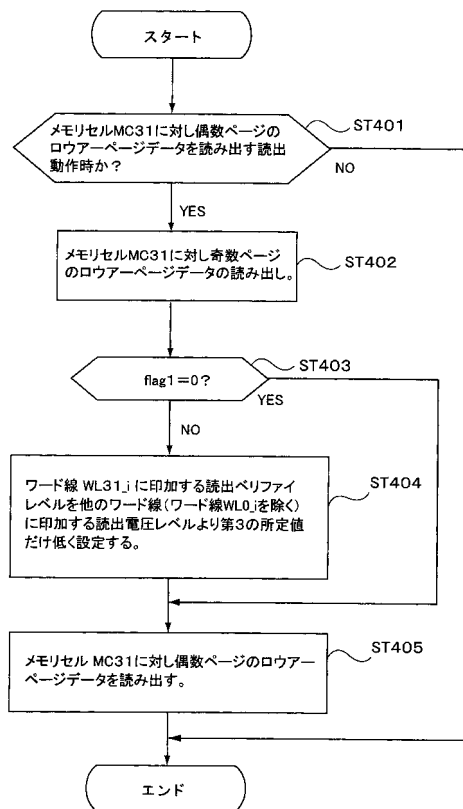 スタート
メモリセルMC31に対し偶数ページの
ロウアーページデータを読み出す読出
動作時か？
ST401
NO
YES
メモリセルMC31に対し奇数ページ
のロウアーページデータの読み出し。
ST402
flag1＝0？
ST403
YES
NO
ワード線 WL31_i に印加する読出ベリファイ
レベルを他のワード線（ワード線WL0_iを除く）
に印加する読出電圧レベルより第3の所定値
だけ低く設定する。
ST404
メモリセル MC31に対し偶数ページのロウアー
ページデータを読み出す。
ST405
エンド